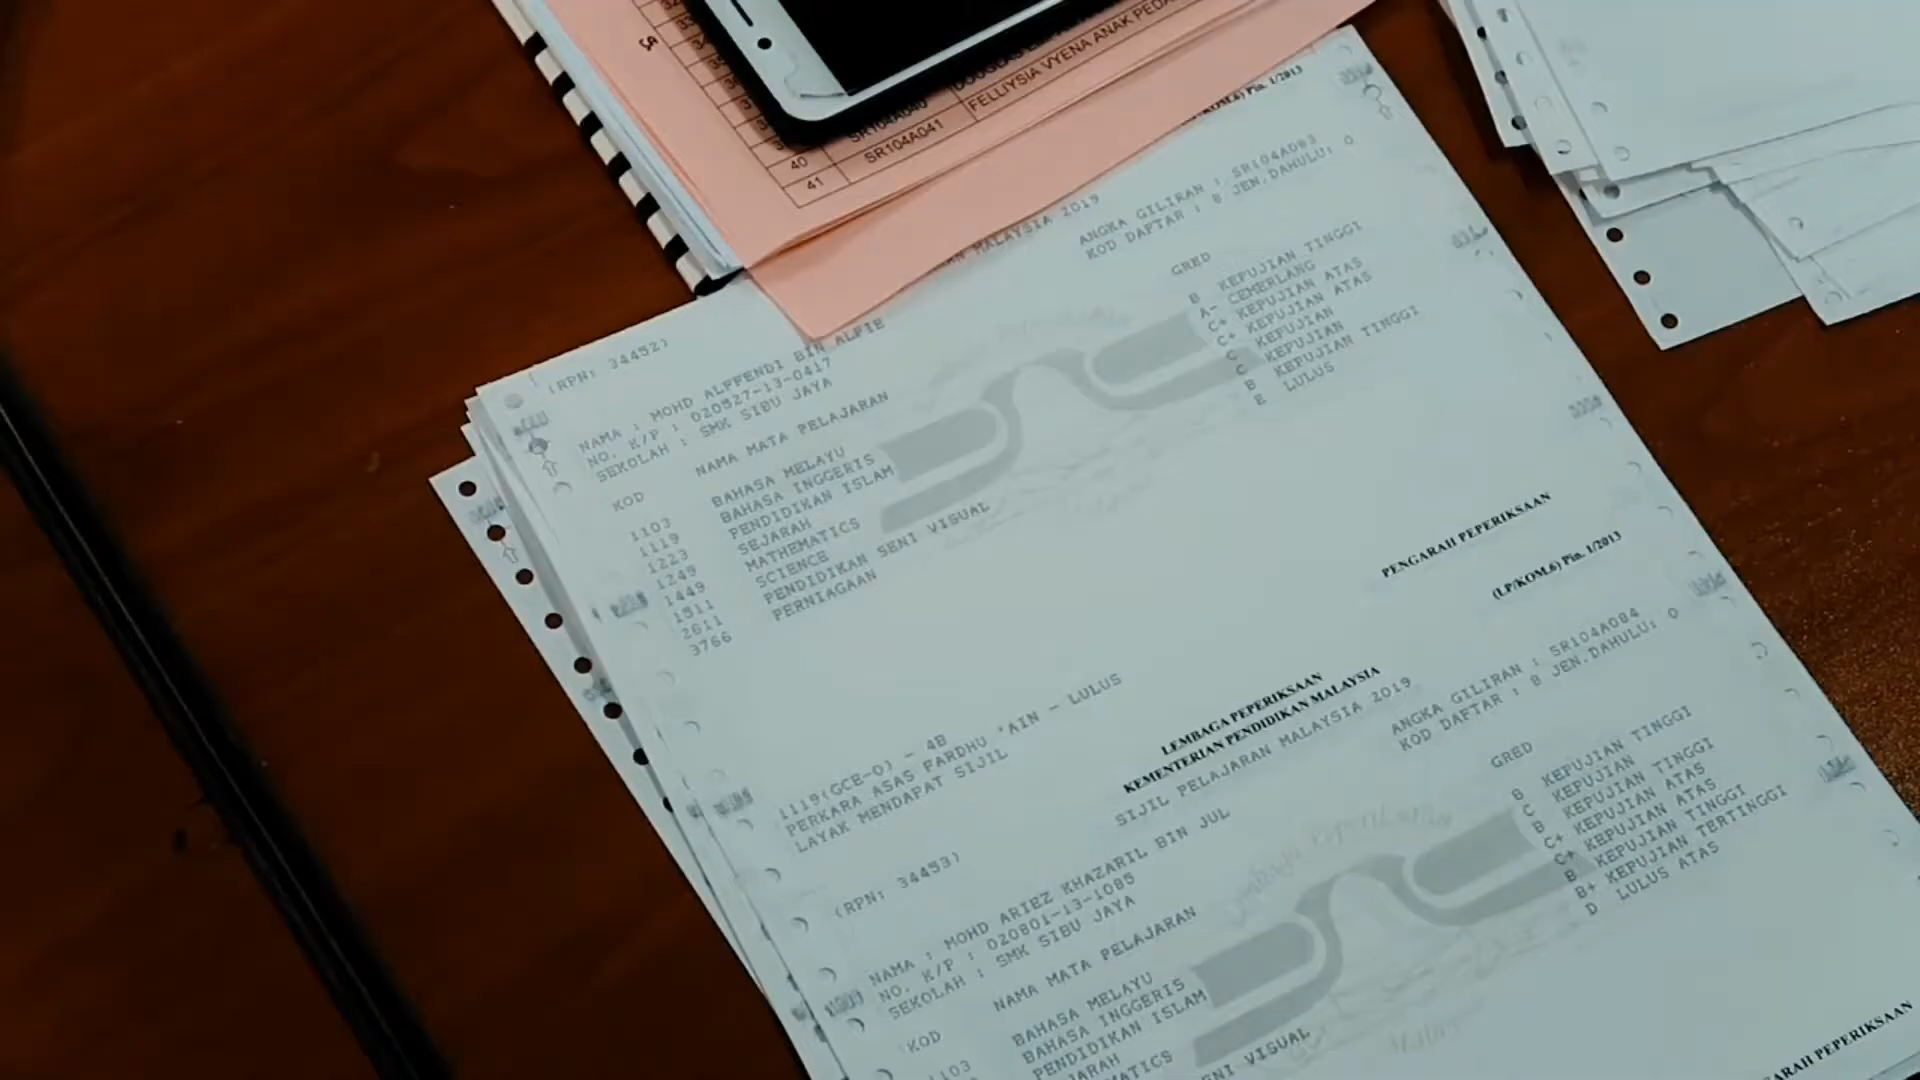 40
SR104A040
41
SR104A041
FELLIYSIA VYENA ANAK
(LP/KOM.6) Pin. 1/2013
MALAYSIA 2019
ANGKA GILIRAN : SR104A083
KOD DAFTAR : B JEN.DAHULU: 0
(RPN: 34452)
NAMA : MOHD ALFFENDI BIN ALFIE
NO. K/P : 020527-13-0417
SEKOLAH : SMK SIBU JAYA
KOD NAMA MATA PELAJARAN GRED
1103 BAHASA MELAYU B KEPUJIAN TINGGI
1119 BAHASA INGGERIS A- CEMERLANG
1223 PENDIDIKAN ISLAM C+ KEPUJIAN ATAS
1249 SEJARAH C+ KEPUJIAN ATAS
1449 MATHEMATICS C KEPUJIAN
1511 SCIENCE C KEPUJIAN
2611 PENDIDIKAN SENI VISUAL B KEPUJIAN TINGGI
3766 PERNIAGAAN E LULUS
PENGARAH PEPERIKSAAN
1119(GCE-O) - 4B
PERKARA ASAS FARDHU 'AIN - LULUS
LAYAK MENDAPAT SIJIL
(LP/KOM.6) Pin. 1/2013
LEMBAGA PEPERIKSAAN
KEMENTERIAN PENDIDIKAN MALAYSIA
SIJIL PELAJARAN MALAYSIA 2019
ANGKA GILIRAN : SR104A084
KOD DAFTAR : B JEN.DAHULU: 0
(RPN: 34453)
NAMA : MOHD ARIEZ KHAZARIL BIN JUL
NO. K/P : 020801-13-1085
SEKOLAH : SMK SIBU JAYA
KOD NAMA MATA PELAJARAN GRED
1103 BAHASA MELAYU B KEPUJIAN TINGGI
BAHASA INGGERIS C KEPUJIAN
PENDIDIKAN ISLAM B KEPUJIAN TINGGI
C+ KEPUJIAN ATAS
C+ KEPUJIAN ATAS
B KEPUJIAN TINGGI
SENI VISUAL B+ KEPUJIAN TERTINGGI
D LULUS ATAS
PEPERIKSAAN